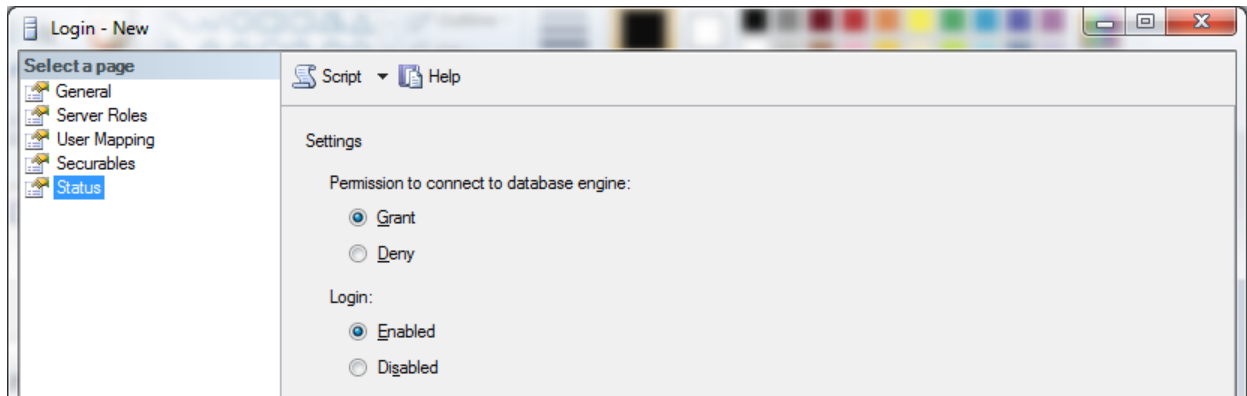 Login - New
Select a page
General
Server Roles
User Mapping
Securables
Status
Script Help
Settings
Permission to connect to database engine:
Grant
Deny
Login:
Enabled
Disabled